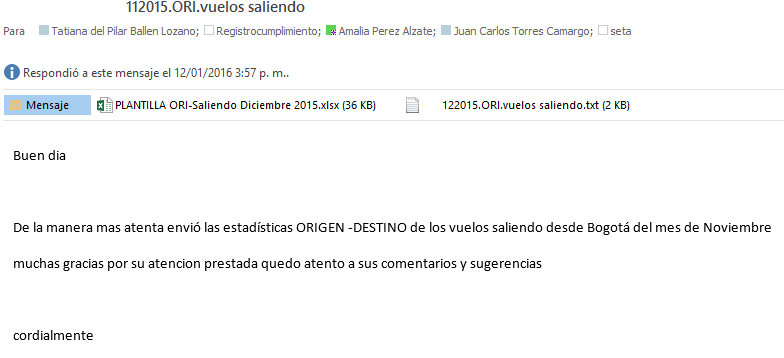 112015.ORI.vuelos saliendo
Para Tatiana del Pilar Ballen Lozano; Registrocumplimiento; Amalia Perez Alzate; Juan Carlos Torres Camargo; seta
Respondió a este mensaje el 12/01/2016 3:57 p. m..
Mensaje PLANTILLA ORI-Saliendo Diciembre 2015.xlsx (36 KB) 122015.ORI.vuelos saliendo.txt (2 KB)
Buen dia
De la manera mas atenta envió las estadísticas ORIGEN -DESTINO de los vuelos saliendo desde Bogotá del mes de Noviembre
muchas gracias por su atencion prestada quedo atento a sus comentarios y sugerencias
cordialmente